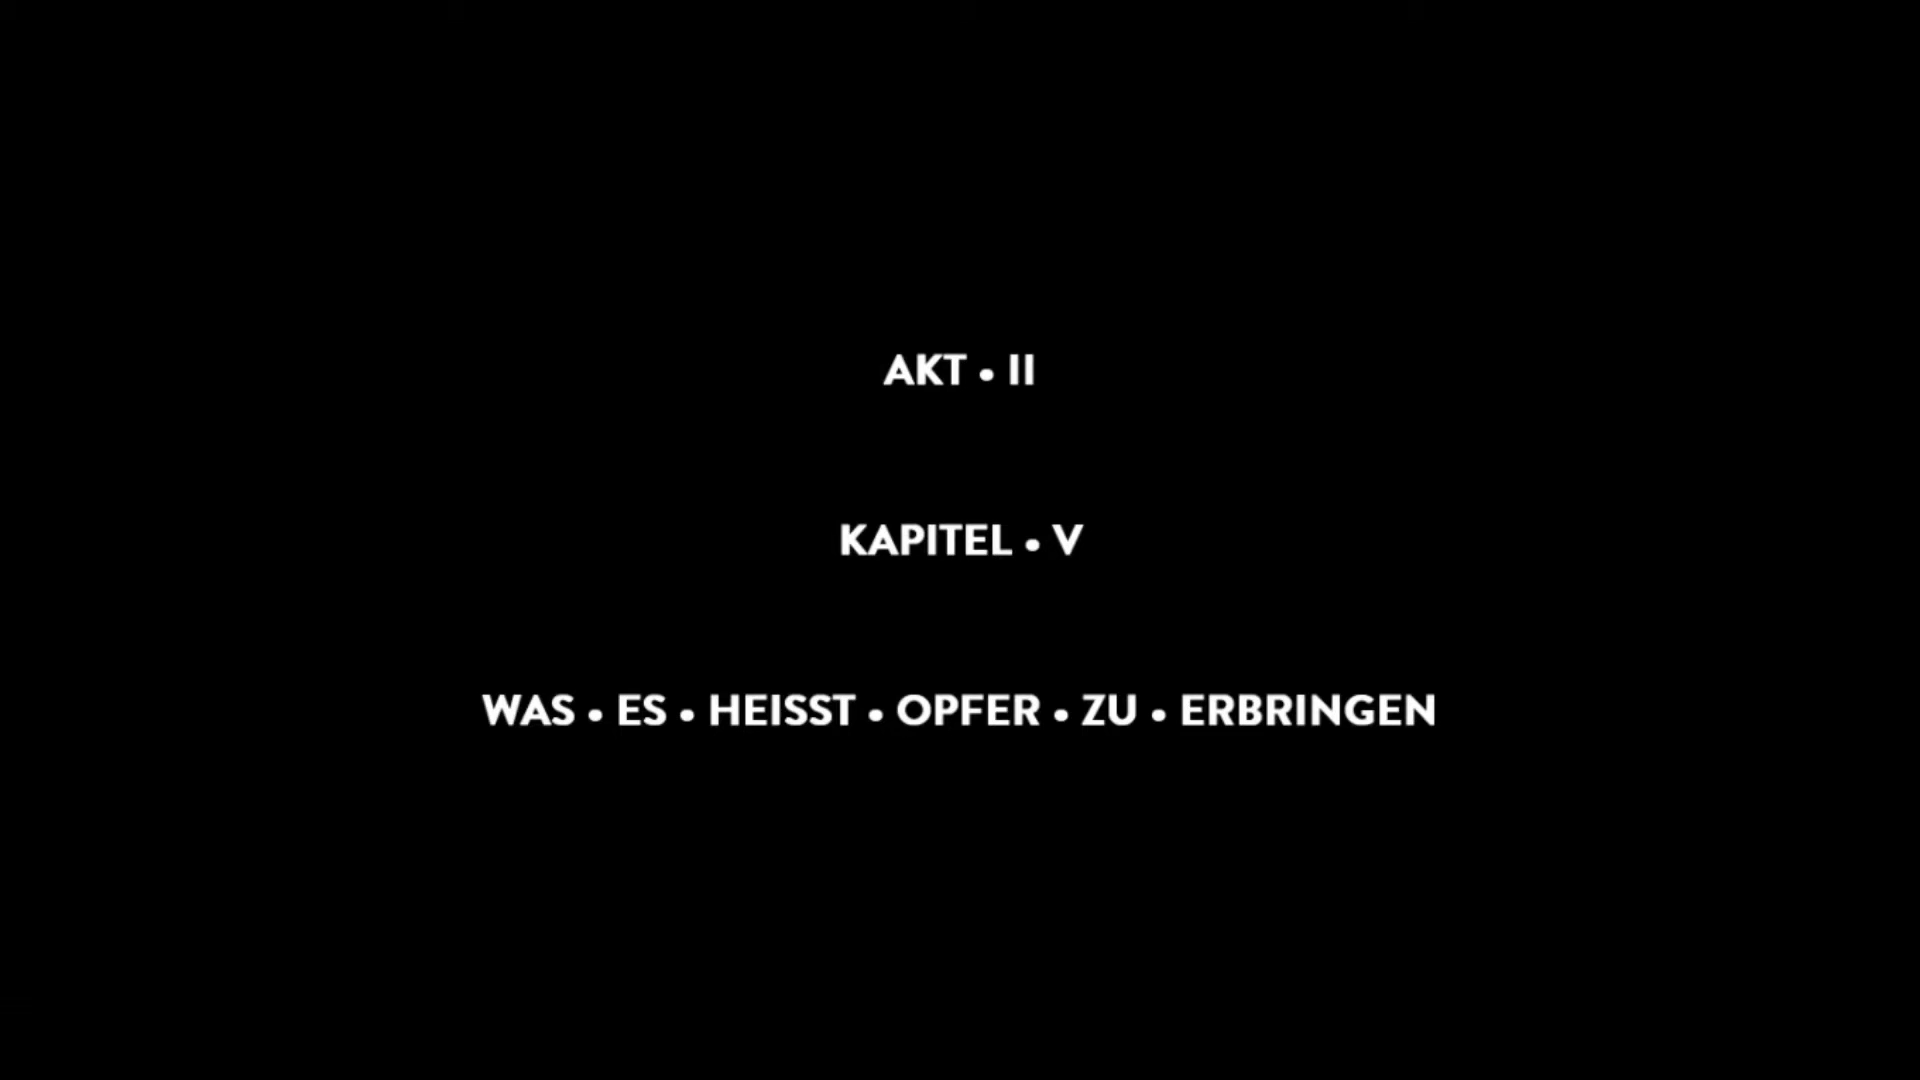 AKT • II
KAPITEL • V
WAS • ES • HEISST • OPFER • ZU • ERBRINGEN